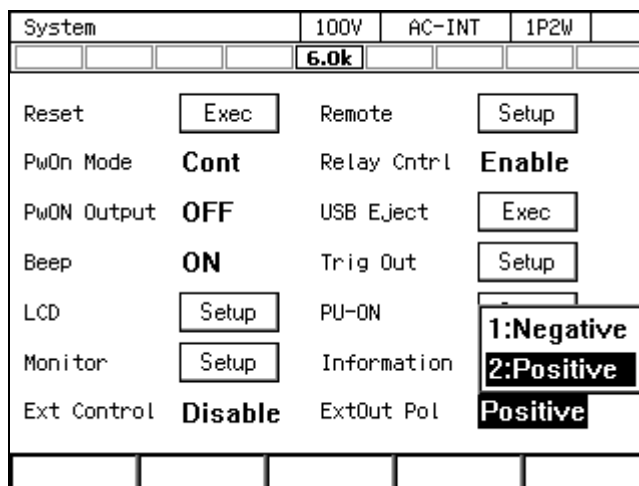 System 100V AC-INT 1P2W
6.0k
Reset Exec Remote Setup
PwOn Mode Cont Relay Cntrl Enable
PwON Output OFF USB Eject Exec
Beep ON Trig Out Setup
LCD Setup PU-ON
1:Negative
Monitor Setup Information 2:Positive
Ext Control Disable ExtOut Pol Positive